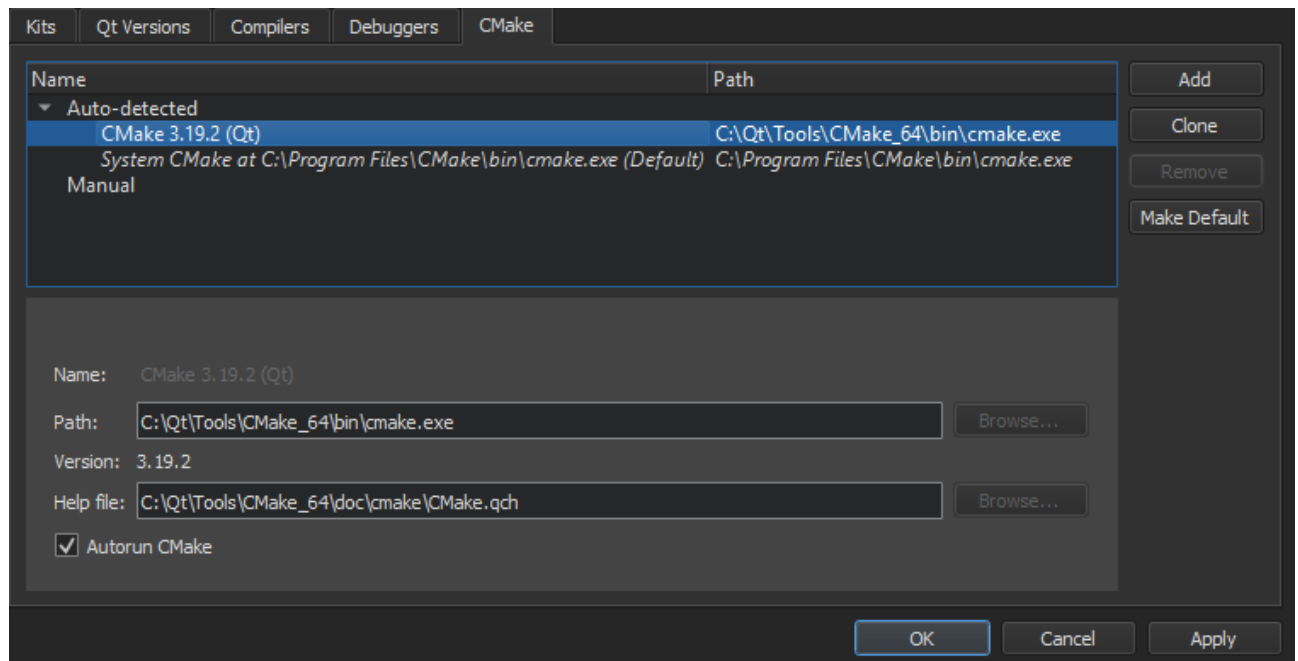 Kits Qt Versions Compilers Debuggers CMake
Name Path
Auto-detected
CMake 3.19.2 (Qt) C:\Qt\Tools\CMake_64\bin\cmake.exe
System CMake at C:\Program Files\CMake\bin\cmake.exe (Default) C:\Program Files\CMake\bin\cmake.exe
Manual
Add
Clone
Remove
Make Default
Name: CMake 3.19.2 (Qt)
Path: C:\Qt\Tools\CMake_64\bin\cmake.exe Browse...
Version: 3.19.2
Help file: C:\Qt\Tools\CMake_64\doc\cmake\CMake.qch Browse...
Autorun CMake
OK Cancel Apply